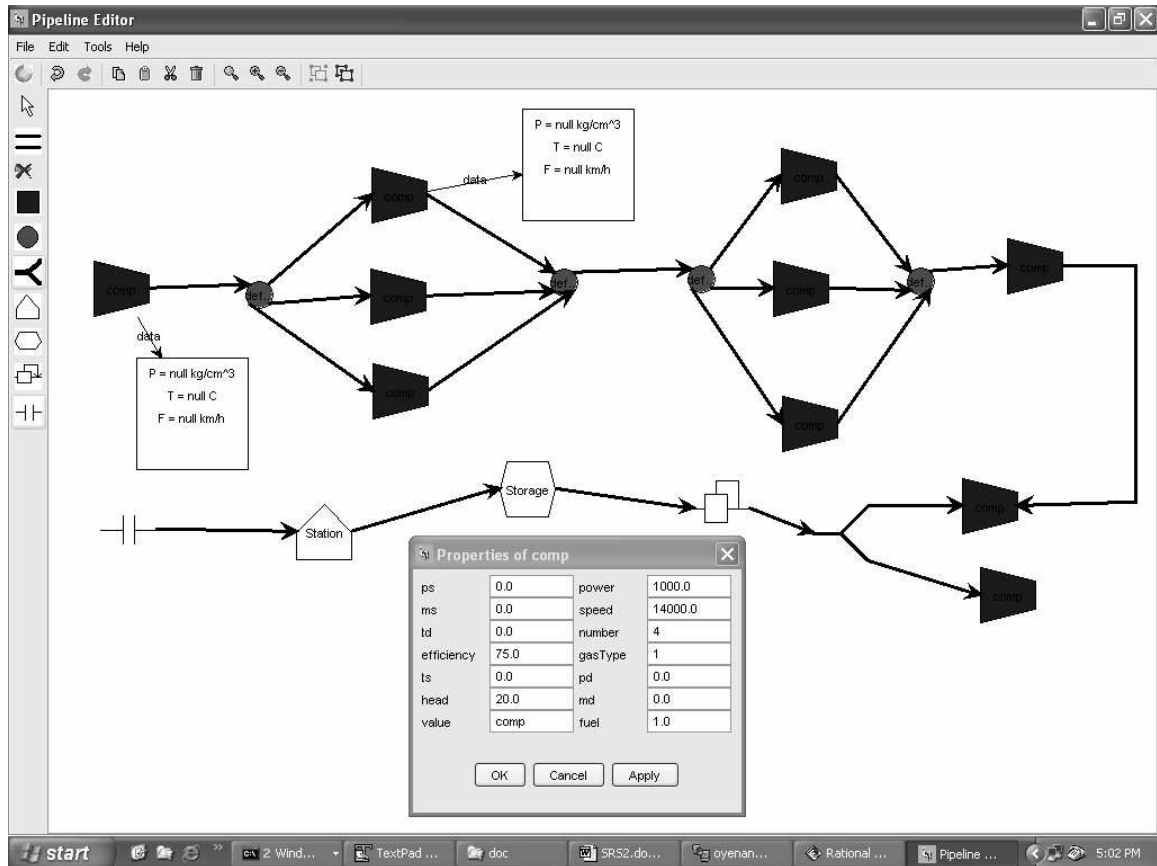 Pipeline Editor
File Edit Tools Help
P = null kg/cm^3
T = null C
F = null km/h
data
comp
comp
comp
def...
comp
def...
comp
def...
comp
def...
comp
comp
data
P = null kg/cm^3
T = null C
F = null km/h
comp
comp
Storage
comp
Station
comp
Properties of comp
ps 0.0 power 1000.0
ms 0.0 speed 14000.0
td 0.0 number 4
efficiency 75.0 gasType 1
ts 0.0 pd 0.0
head 20.0 md 0.0
value comp fuel 1.0
OK Cancel Apply
start 2 Wind... TextPad ... doc SRS2.do... oyenan... Rational ... Pipeline ... 5:02 PM